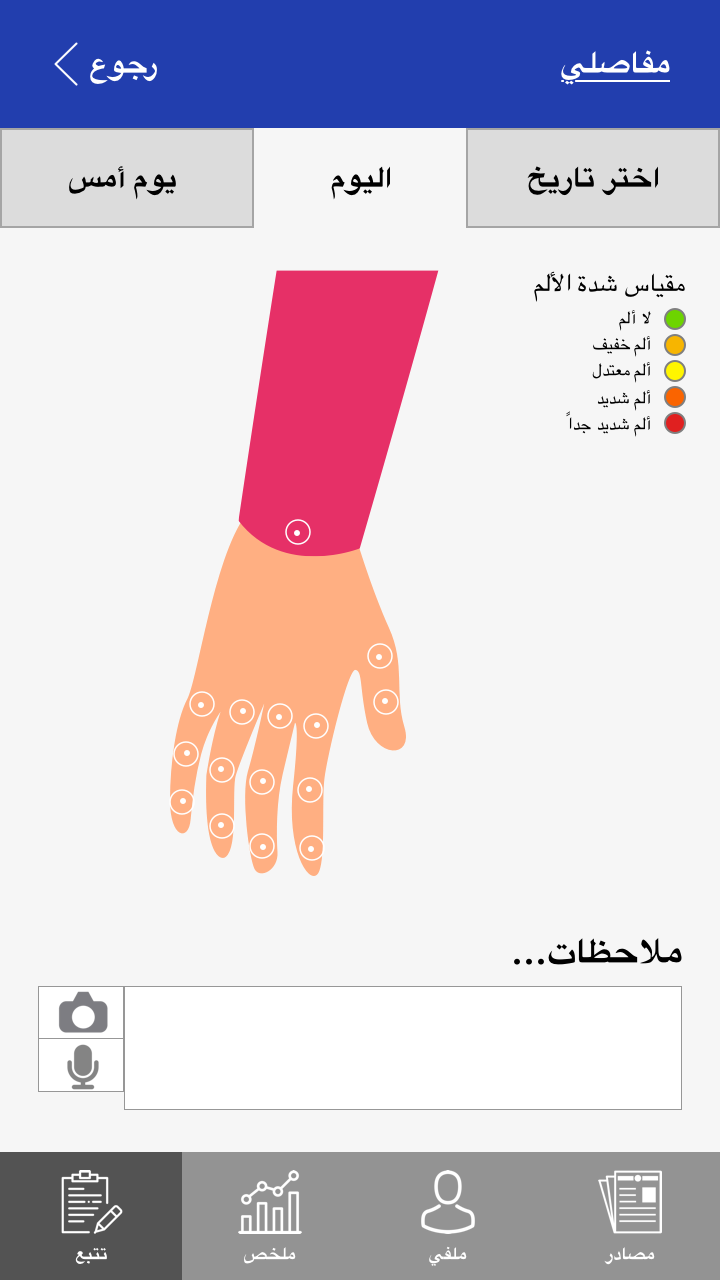 مفاصلي
رجوع
اختر تاريخ
اليوم
يوم أمس
مقياس شدة الألم
لا ألم
ألم خفيف
ألم معتدل
ألم شديد
ألم شديد جداً
ملاحظات...
مصادر
ملفي
ملخص
تتبع